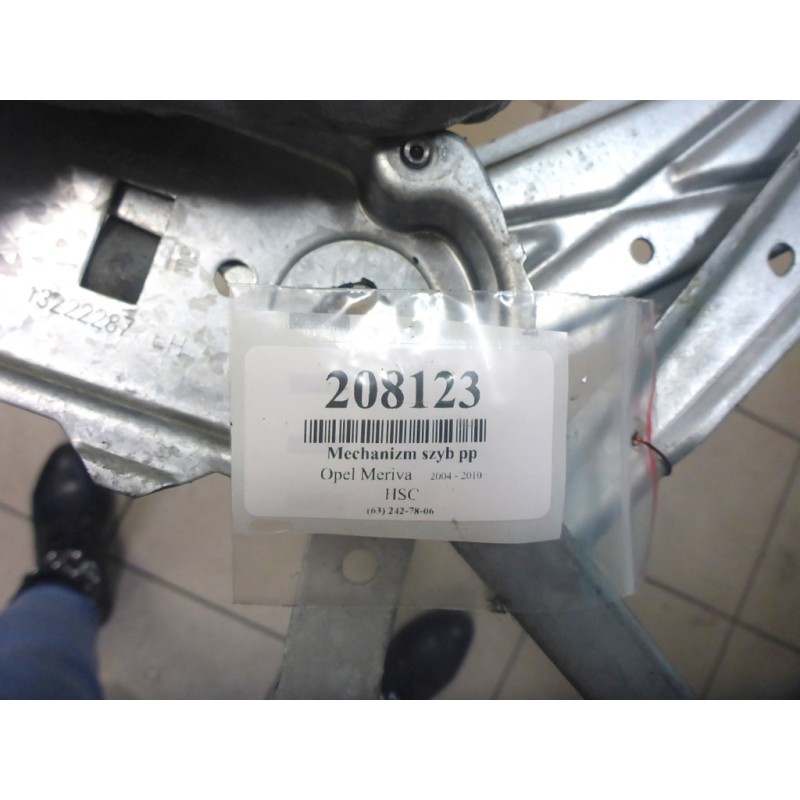 13222287 LH
208123
Mechanizm szyb pp
Opel Meriva 2004 - 2010
HSC
(63) 242-78-06